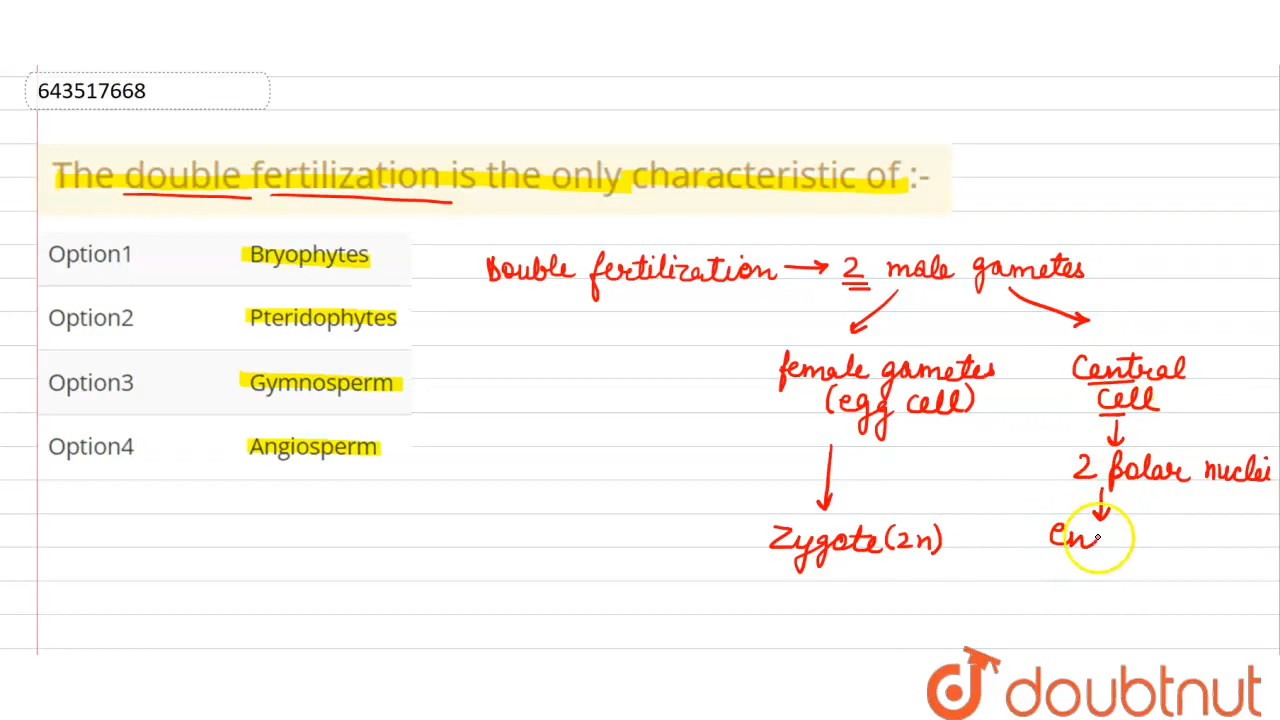 643517668
The double fertilization is the only characteristic of :-
Option1 Bryophytes
Option2 Pteridophytes
Option3 Gymnosperm
Option4 Angiosperm
Double fertilization → 2 male gametes
female gametes
(egg cell)
Zygote (2n)
Central
Cell
2 polar nuclei
En
doubtnut